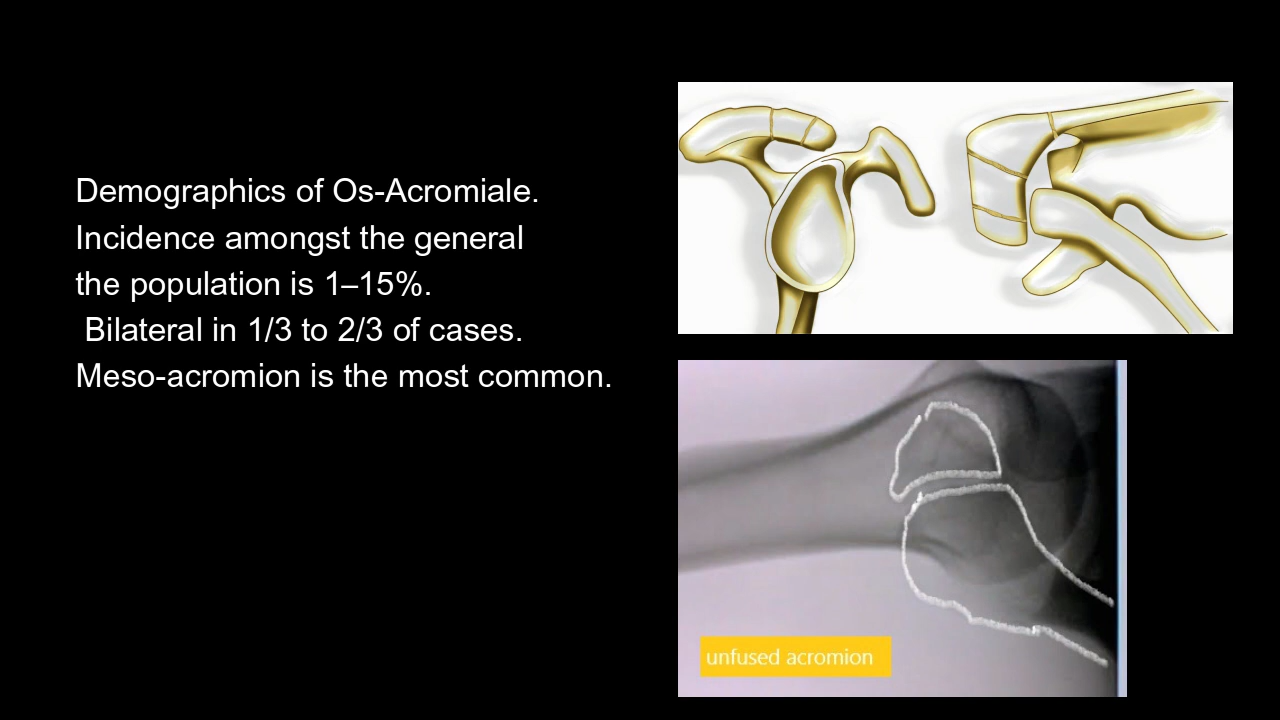 Demographics of Os-Acromiale.
Incidence amongst the general
the population is 1–15%.
Bilateral in 1/3 to 2/3 of cases.
Meso-acromion is the most common.
unfused acromion